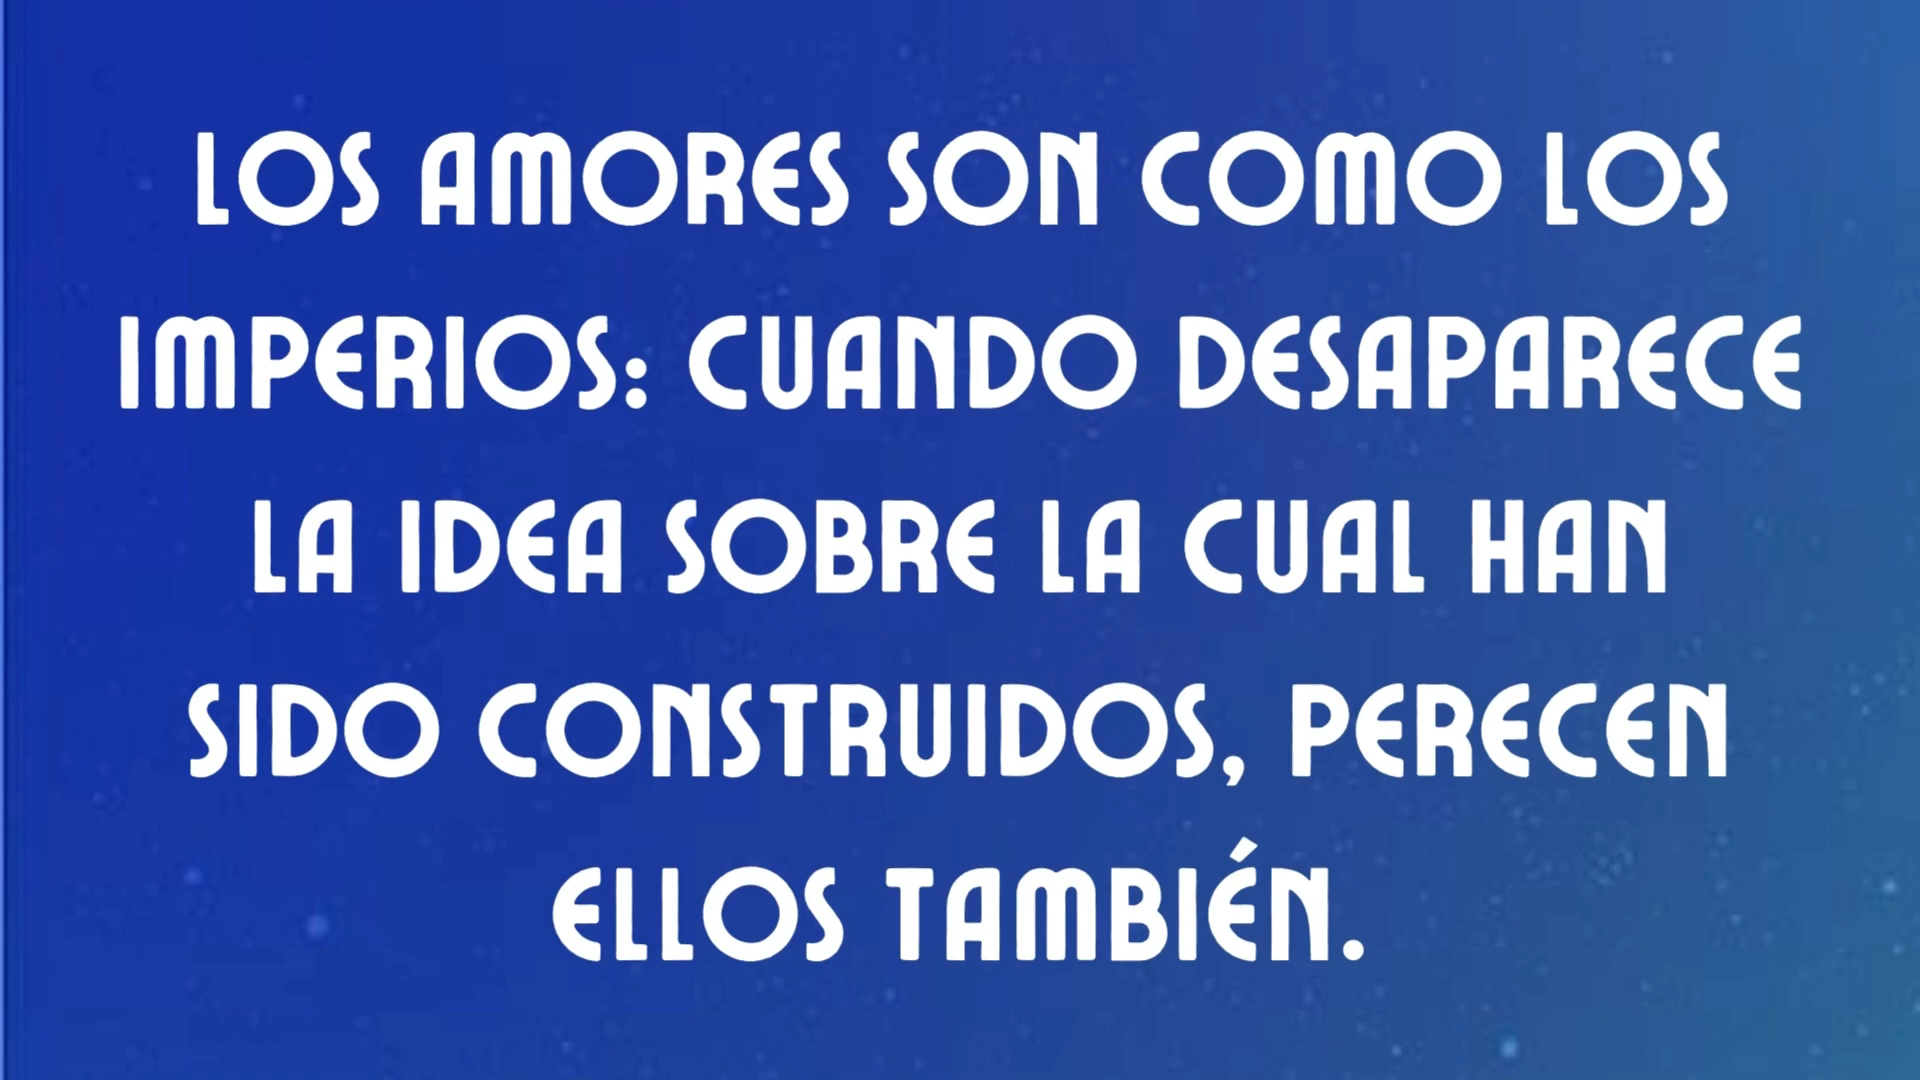 LOS AMORES SON COMO LOS
IMPERIOS: CUANDO DESAPARECE
LA IDEA SOBRE LA CUAL HAN
SIDO CONSTRUIDOS, PERECEN
ELLOS TAMBIÉN.